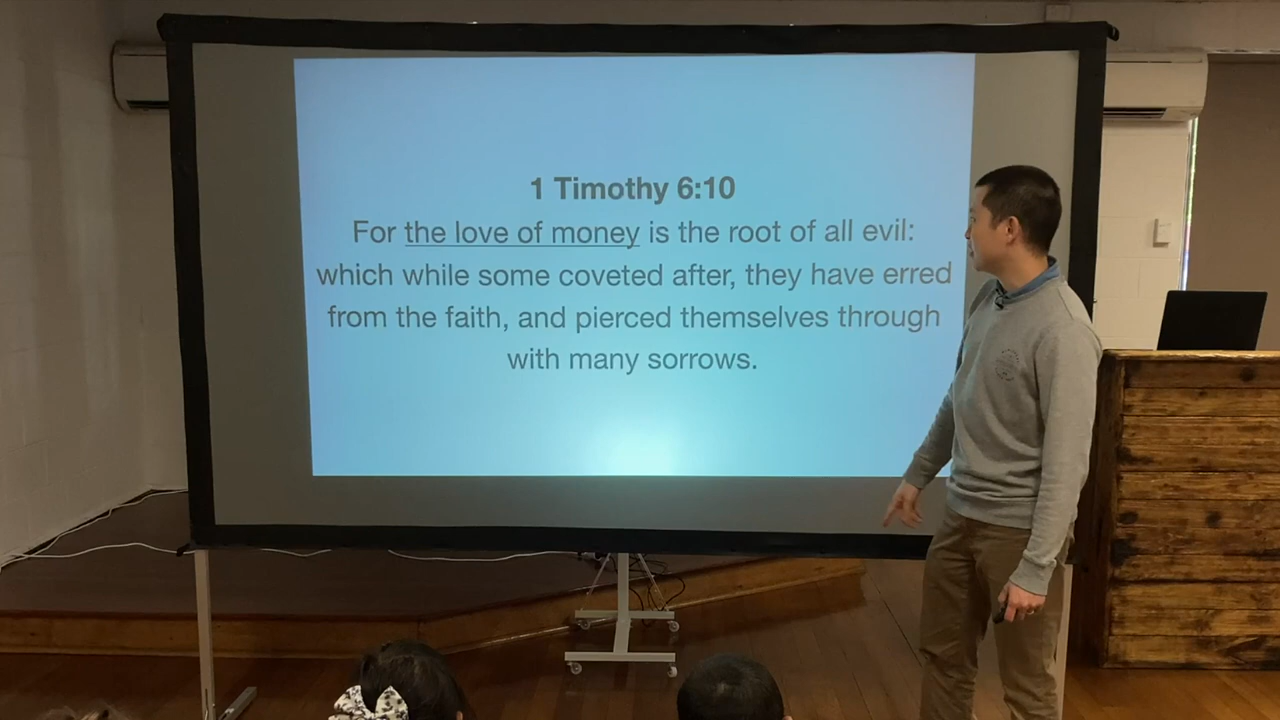 1 Timothy 6:10
For the love of money is the root of all evil:
which while some coveted after, they have erred
from the faith, and pierced themselves through
with many sorrows.